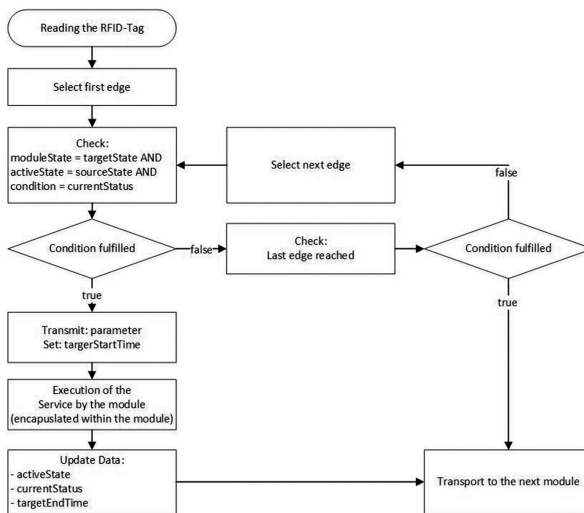 Reading the RFID-Tag
Select first edge
Check:
moduleState = targetState AND
activeState = sourceState AND
condition = currentStatus
Select next edge
false
Condition fulfilled
false
Check:
Last edge reached
Condition fulfilled
true
true
Transmit: parameter
Set: targerStartTime
Execution of the
Service by the module
(encapuslated within the module)
Update Data:
- activeState
- currentStatus
- targetEndTime
Transport to the next module